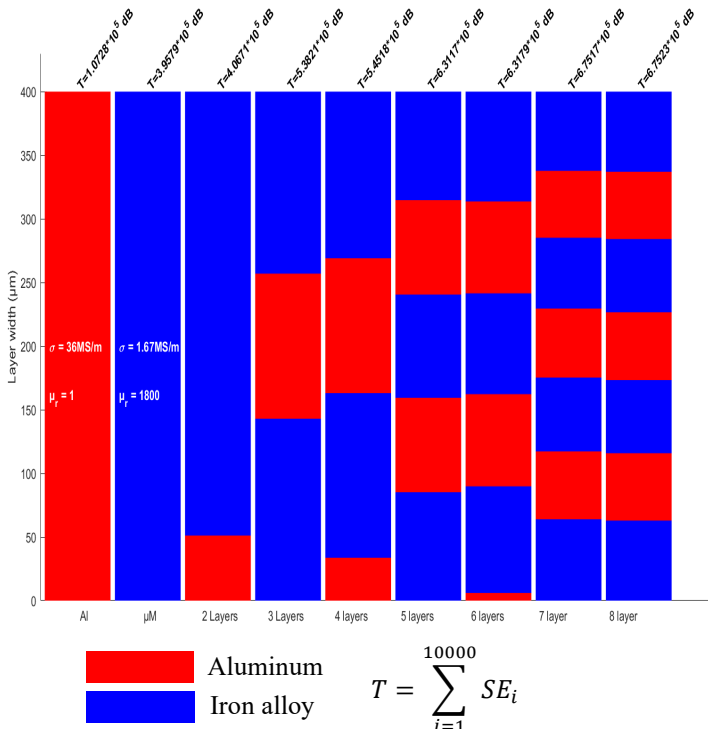 T=1.0728*10^5 dB
T=3.9579*10^5 dB
T=4.0671*10^5 dB
T=5.3821*10^5 dB
T=5.4518*10^5 dB
T=6.3117*10^5 dB
T=6.3179*10^5 dB
T=6.7517*10^5 dB
T=6.7523*10^5 dB
Layer width (μm)
400
350
300
250
200
150
100
50
0
σ = 36MS/m
μ_r = 1
σ = 1.67MS/m
μ_r = 1800
Al
μM
2 Layers
3 Layers
4 layers
5 layers
6 layers
7 layer
8 layer
Aluminum
Iron alloy
10000
T = ∑ SE_i
i=1